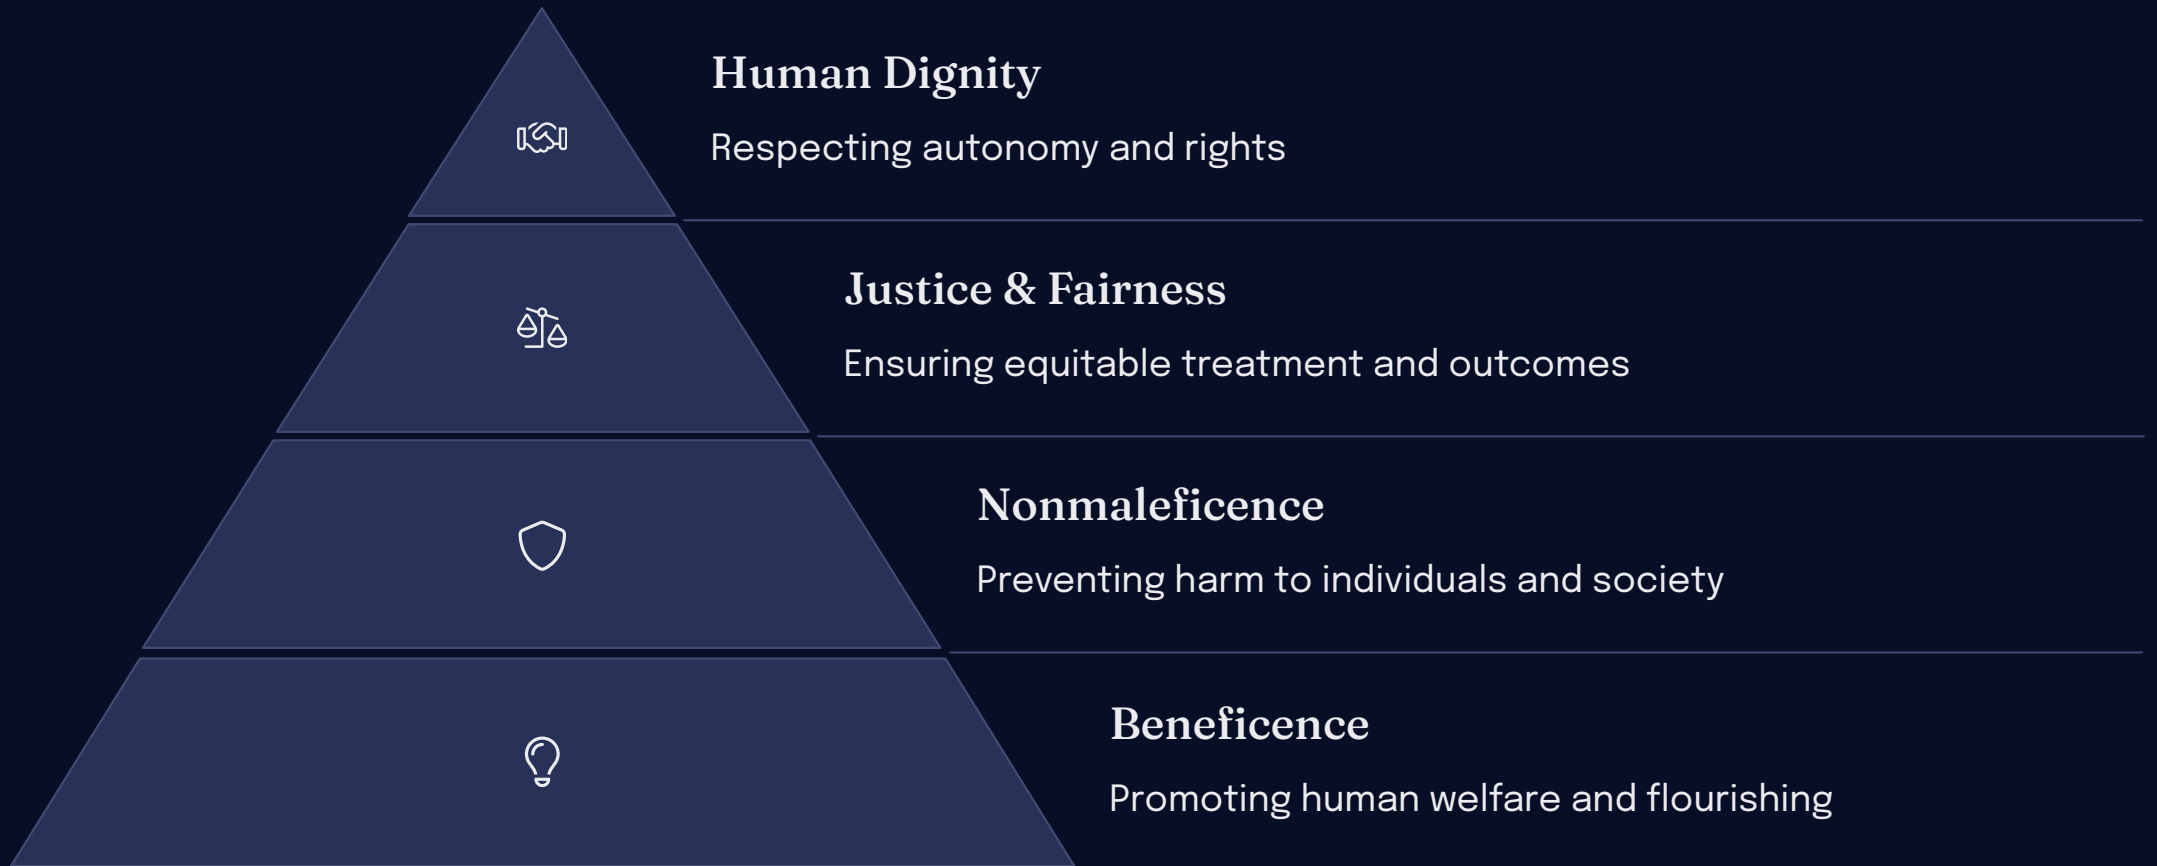 Human Dignity
Respecting autonomy and rights
Justice & Fairness
Ensuring equitable treatment and outcomes
Nonmaleficence
Preventing harm to individuals and society
Beneficence
Promoting human welfare and flourishing